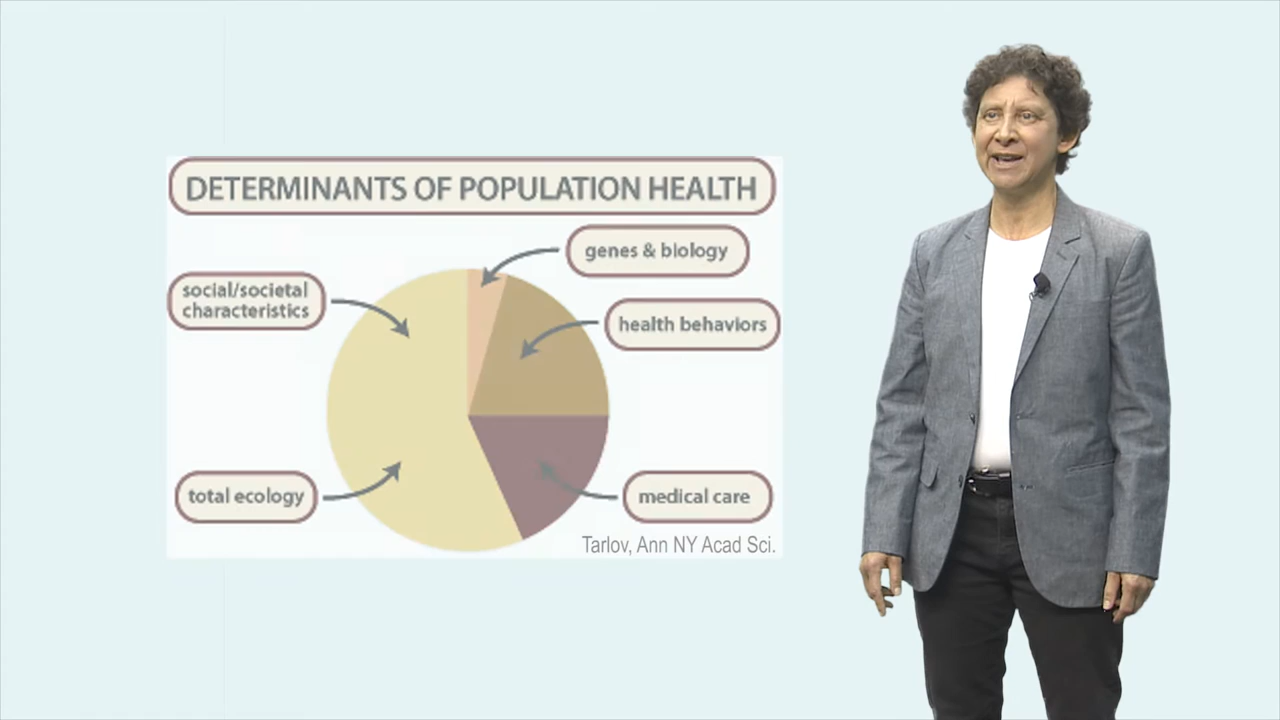 DETERMINANTS OF POPULATION HEALTH
genes & biology
social/societal
characteristics
health behaviors
total ecology
medical care
Tarlov, Ann NY Acad Sci.